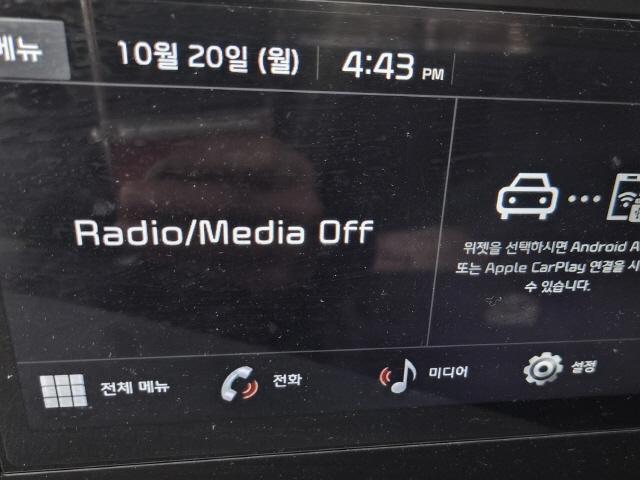 메뉴
10월 20일 (월)
4:43 PM
Radio/Media Off
위젯을 선택하시면 Android
또는 Apple CarPlay 연결을
수 있습니다.
전체 메뉴
전화
미디어
설정